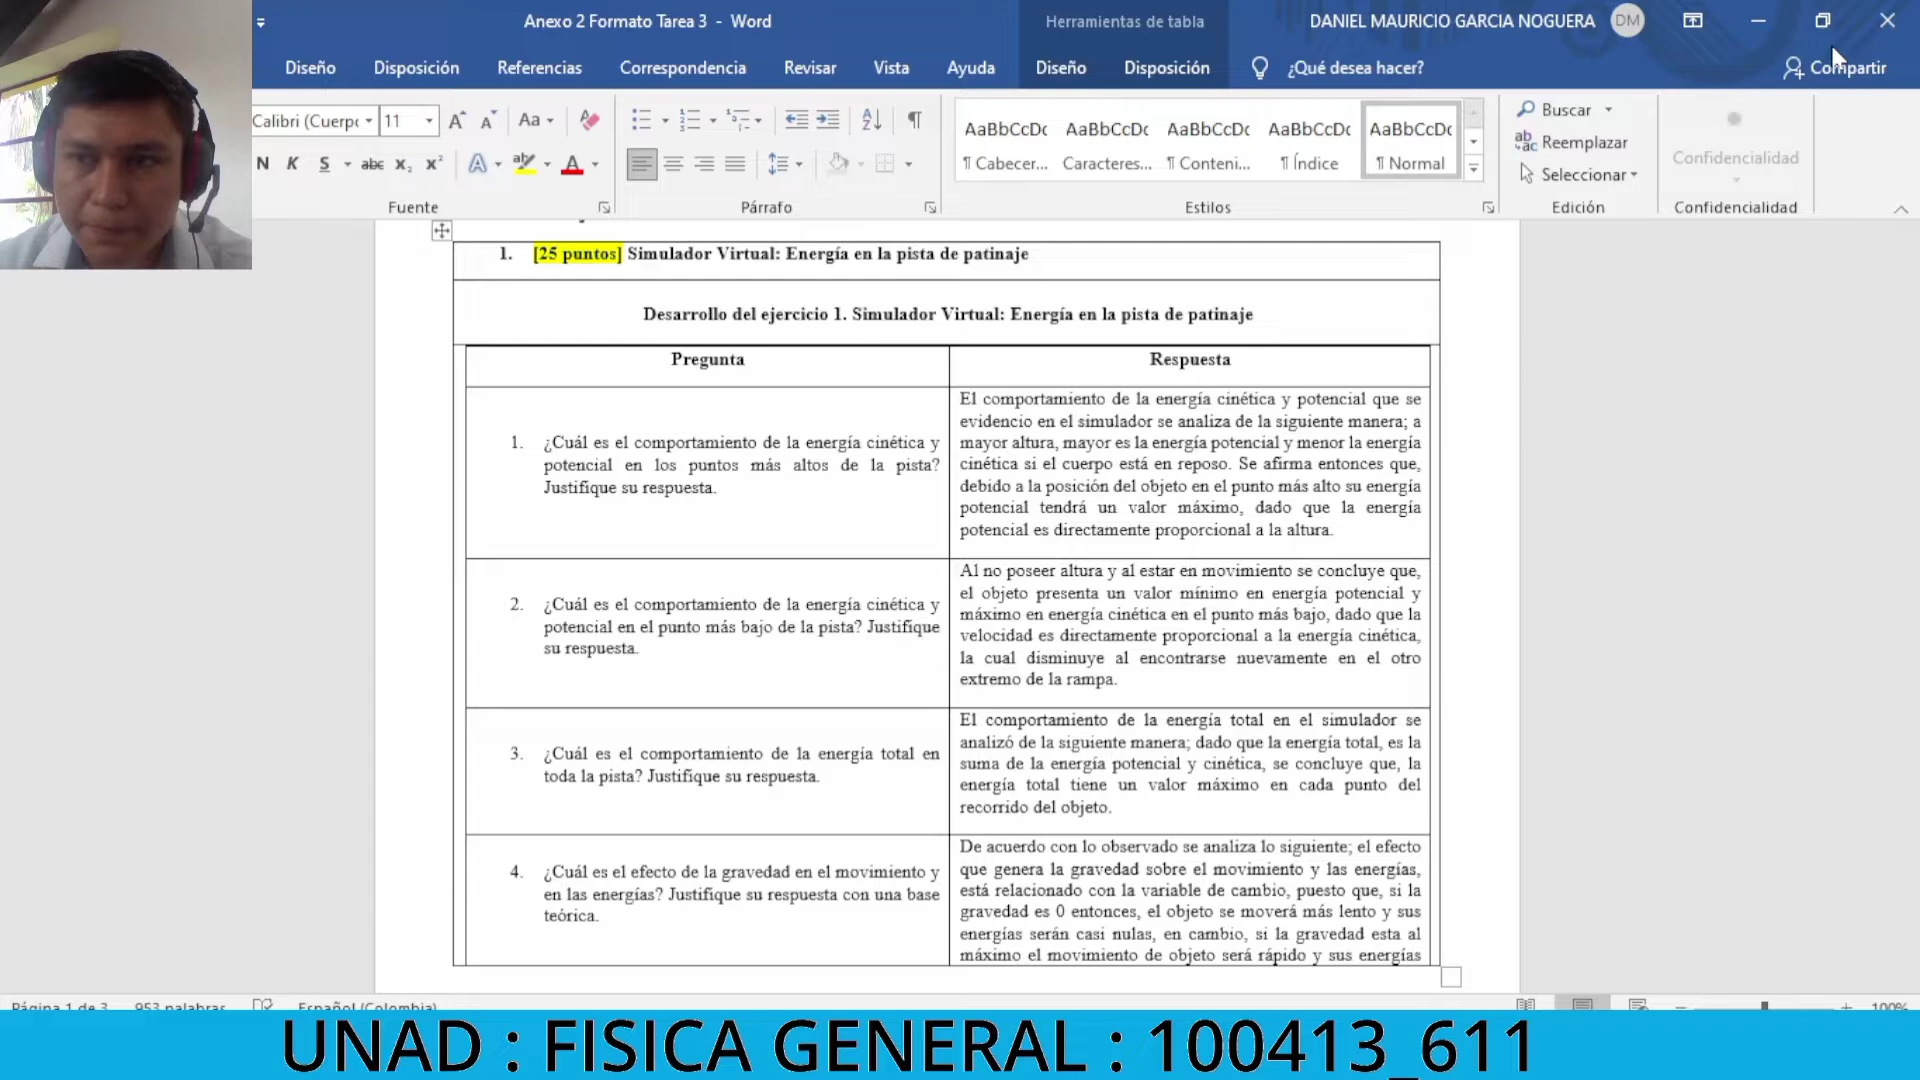 Anexo 2 Formato Tarea 3 - Word
Herramientas de tabla
DANIEL MAURICIO GARCIA NOGUERA
DM
Diseño
Disposición
Referencias
Correspondencia
Revisar
Vista
Ayuda
Diseño
Disposición
¿Qué desea hacer?
Compartir
Calibri (Cuerpo
11
Aa
N K S abc x₂ x²
Fuente
Párrafo
AaBbCcDc AaBbCcDc AaBbCcDc AaBbCcDc AaBbCcDc
¶ Cabecer... Caracteres... ¶ Conteni... ¶ Índice ¶ Normal
Estilos
Buscar
Reemplazar
Seleccionar
Edición
Confidencialidad
Confidencialidad
1. [25 puntos] Simulador Virtual: Energía en la pista de patinaje
Desarrollo del ejercicio 1. Simulador Virtual: Energía en la pista de patinaje
Pregunta
Respuesta
1. ¿Cuál es el comportamiento de la energía cinética y
potencial en los puntos más altos de la pista?
Justifique su respuesta.
El comportamiento de la energía cinética y potencial que se
evidencio en el simulador se analiza de la siguiente manera; a
mayor altura, mayor es la energía potencial y menor la energía
cinética si el cuerpo está en reposo. Se afirma entonces que,
debido a la posición del objeto en el punto más alto su energía
potencial tendrá un valor máximo, dado que la energía
potencial es directamente proporcional a la altura.
2. ¿Cuál es el comportamiento de la energía cinética y
potencial en el punto más bajo de la pista? Justifique
su respuesta.
Al no poseer altura y al estar en movimiento se concluye que,
el objeto presenta un valor mínimo en energía potencial y
máximo en energía cinética en el punto más bajo, dado que la
velocidad es directamente proporcional a la energía cinética,
la cual disminuye al encontrarse nuevamente en el otro
extremo de la rampa.
3. ¿Cuál es el comportamiento de la energía total en
toda la pista? Justifique su respuesta.
El comportamiento de la energía total en el simulador se
analizó de la siguiente manera; dado que la energía total, es la
suma de la energía potencial y cinética, se concluye que, la
energía total tiene un valor máximo en cada punto del
recorrido del objeto.
4. ¿Cuál es el efecto de la gravedad en el movimiento y
en las energías? Justifique su respuesta con una base
teórica.
De acuerdo con lo observado se analiza lo siguiente; el efecto
que genera la gravedad sobre el movimiento y las energías,
está relacionado con la variable de cambio, puesto que, si la
gravedad es 0 entonces, el objeto se moverá más lento y sus
energías serán casi nulas, en cambio, si la gravedad esta al
máximo el movimiento de objeto será rápido y sus energías
Página 1 de 3
953 palabras
Español (Colombia)
100%
UNAD : FISICA GENERAL : 100413_611